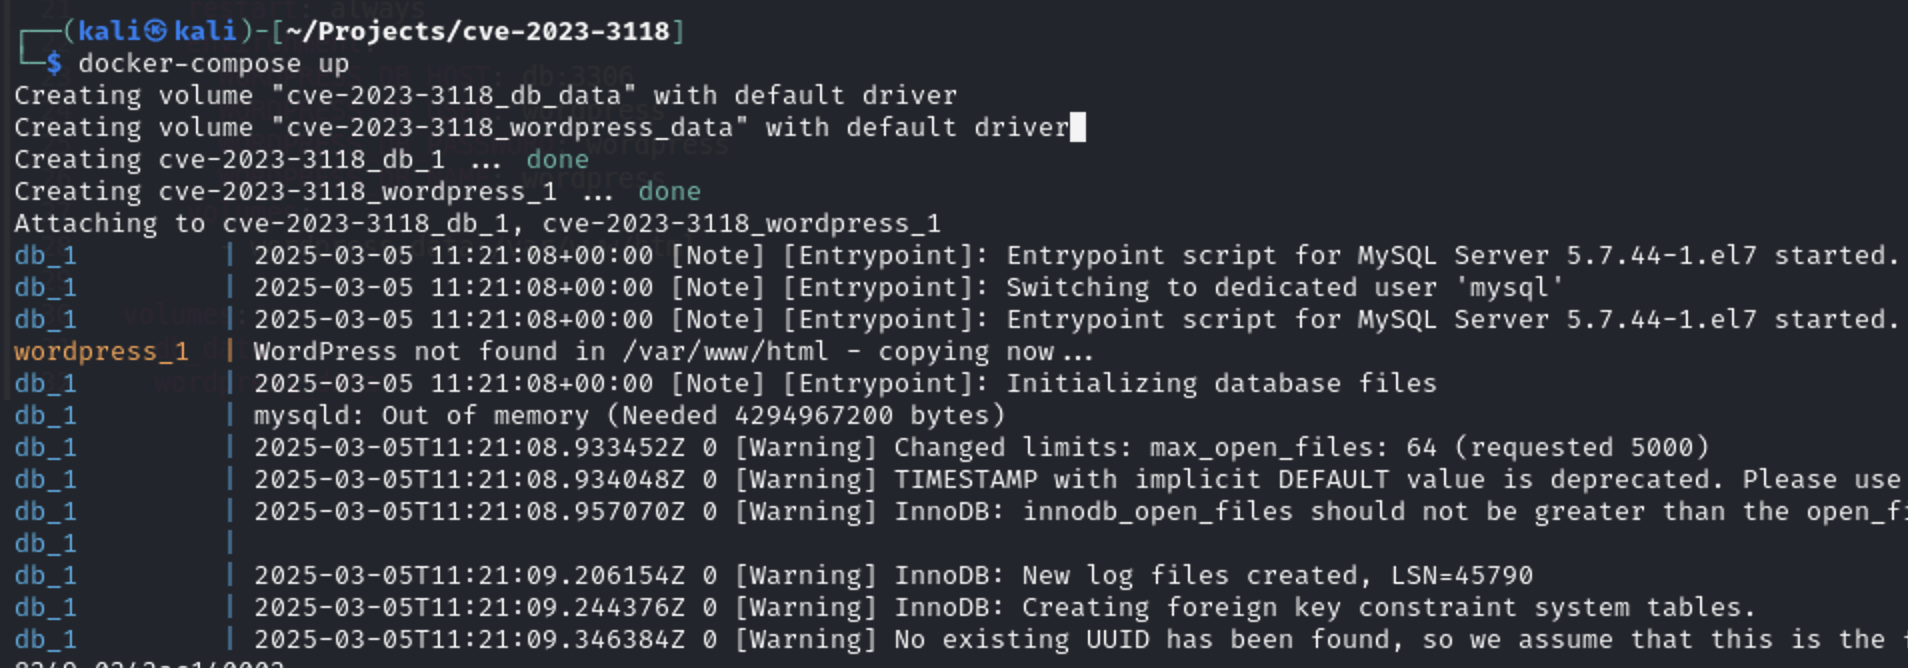 ┌──(kali㉿kali)-[~/Projects/cve-2023-3118]
└─$ docker-compose up
Creating volume "cve-2023-3118_db_data" with default driver
Creating volume "cve-2023-3118_wordpress_data" with default driver
Creating cve-2023-3118_db_1 ... done
Creating cve-2023-3118_wordpress_1 ... done
Attaching to cve-2023-3118_db_1, cve-2023-3118_wordpress_1
db_1         | 2025-03-05 11:21:08+00:00 [Note] [Entrypoint]: Entrypoint script for MySQL Server 5.7.44-1.el7 started.
db_1         | 2025-03-05 11:21:08+00:00 [Note] [Entrypoint]: Switching to dedicated user 'mysql'
db_1         | 2025-03-05 11:21:08+00:00 [Note] [Entrypoint]: Entrypoint script for MySQL Server 5.7.44-1.el7 started.
wordpress_1  | WordPress not found in /var/www/html - copying now...
db_1         | 2025-03-05 11:21:08+00:00 [Note] [Entrypoint]: Initializing database files
db_1         | mysqld: Out of memory (Needed 4294967200 bytes)
db_1         | 2025-03-05T11:21:08.933452Z 0 [Warning] Changed limits: max_open_files: 64 (requested 5000)
db_1         | 2025-03-05T11:21:08.934048Z 0 [Warning] TIMESTAMP with implicit DEFAULT value is deprecated. Please use
db_1         | 2025-03-05T11:21:08.957070Z 0 [Warning] InnoDB: innodb_open_files should not be greater than the
db_1         |
db_1         | 2025-03-05T11:21:09.206154Z 0 [Warning] InnoDB: New log files created, LSN=45790
db_1         | 2025-03-05T11:21:09.244376Z 0 [Warning] InnoDB: Creating foreign key constraint system tables.
db_1         | 2025-03-05T11:21:09.346384Z 0 [Warning] No existing UUID has been found, so we assume that this is the